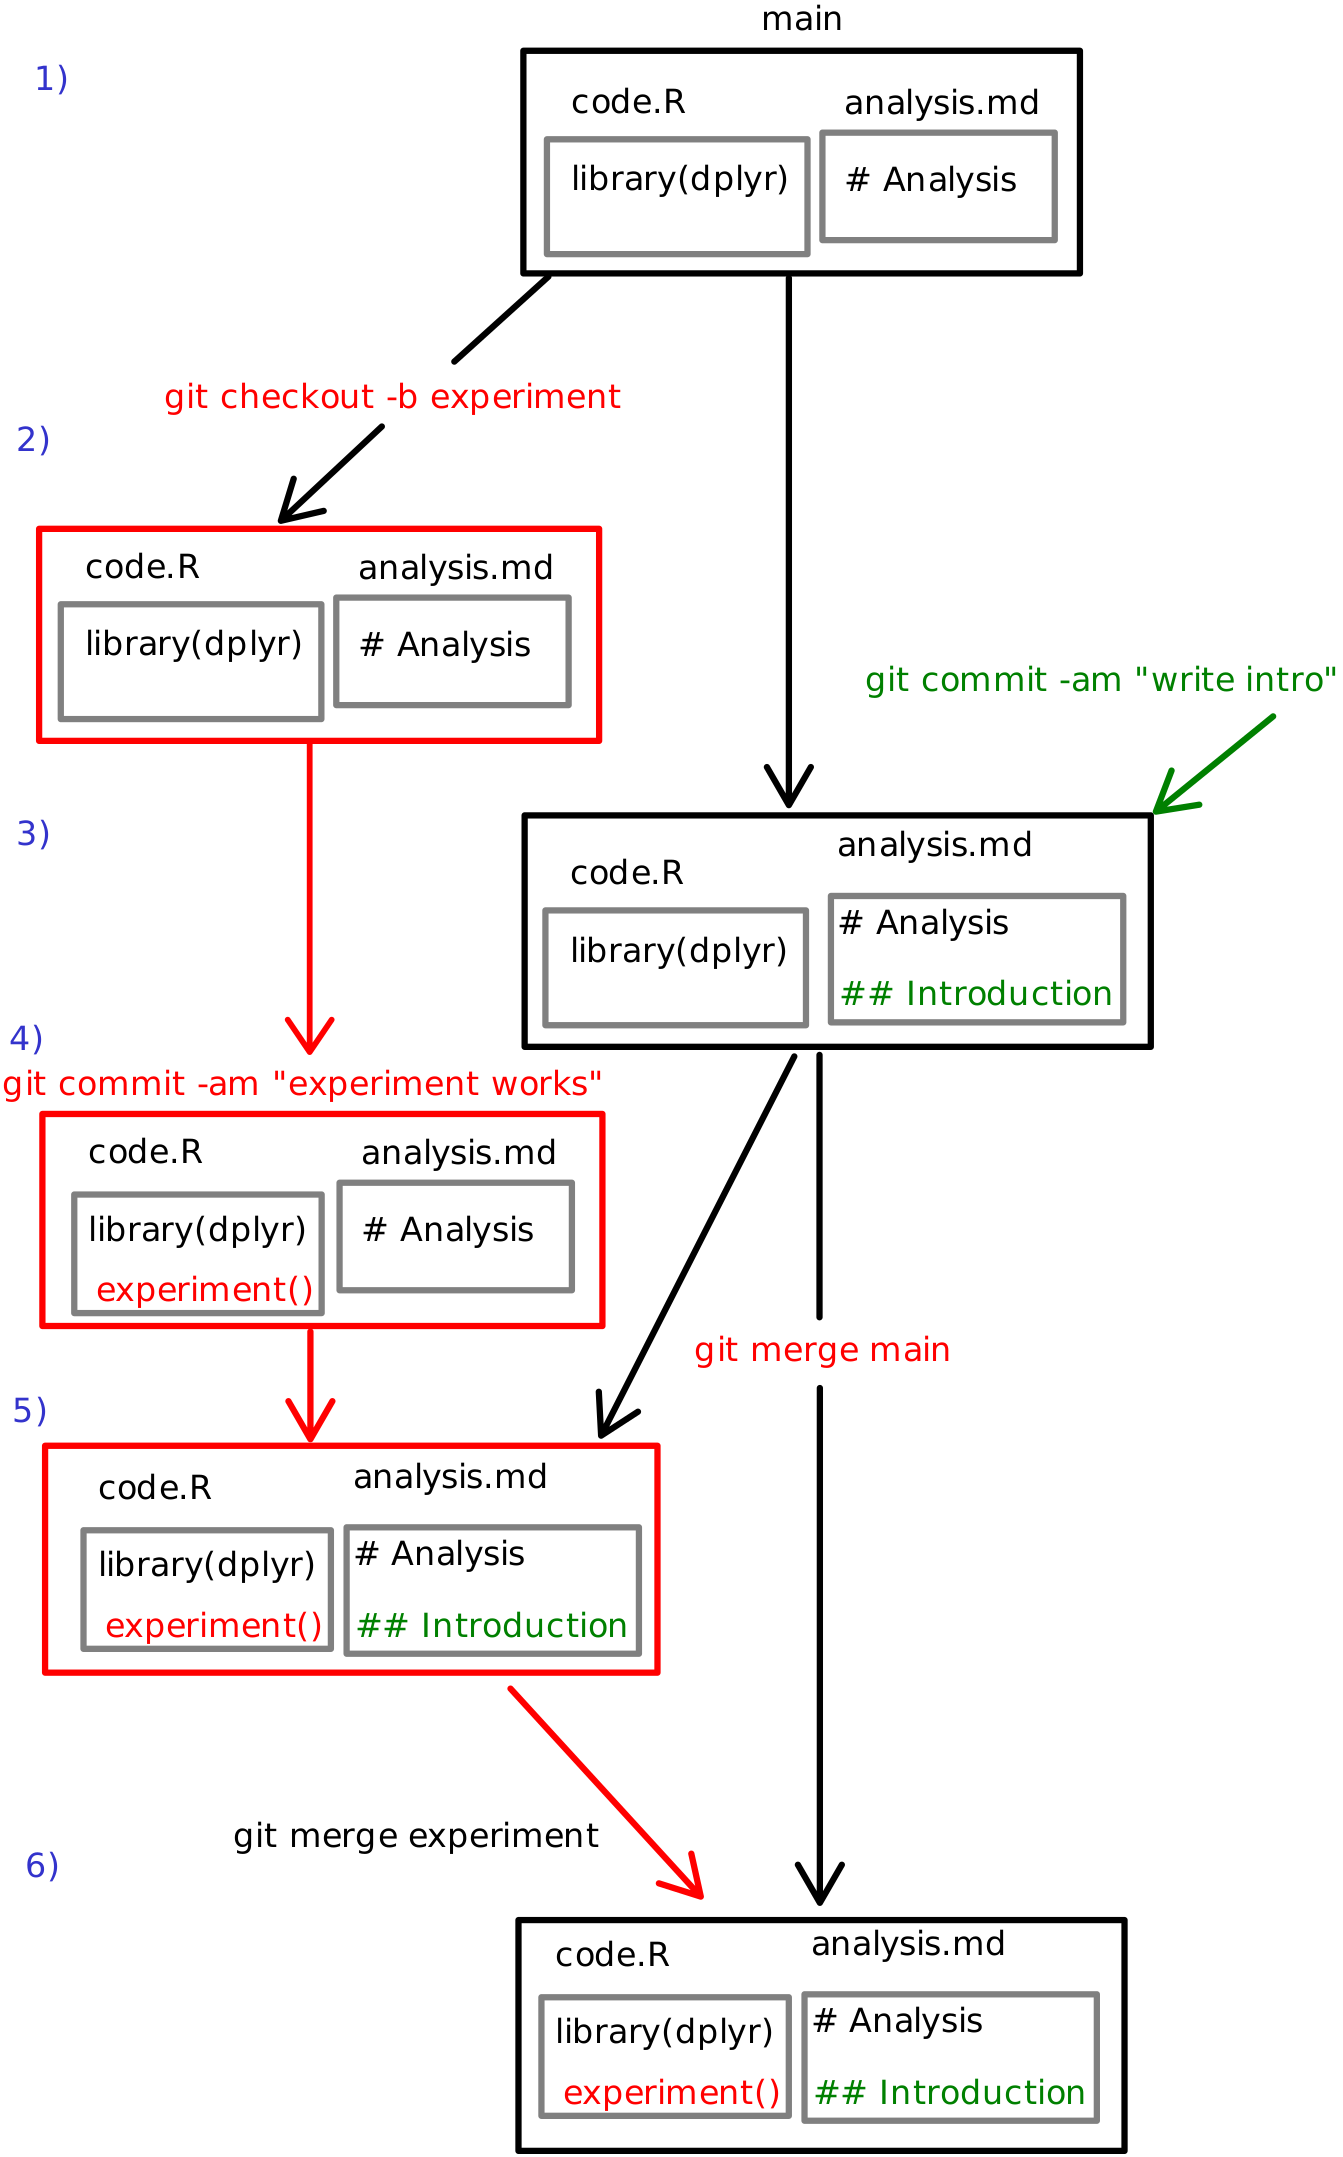 main
1)
code.R
analysis.md
library(dplyr)
# Analysis
git checkout -b experiment
2)
code.R
analysis.md
library(dplyr)
# Analysis
git commit -am "write intro"
3)
code.R
analysis.md
library(dplyr)
# Analysis
## Introduction
4)
git commit -am "experiment works"
code.R
analysis.md
library(dplyr)
experiment()
# Analysis
git merge main
5)
code.R
analysis.md
library(dplyr)
experiment()
# Analysis
## Introduction
git merge experiment
6)
code.R
analysis.md
library(dplyr)
experiment()
# Analysis
## Introduction